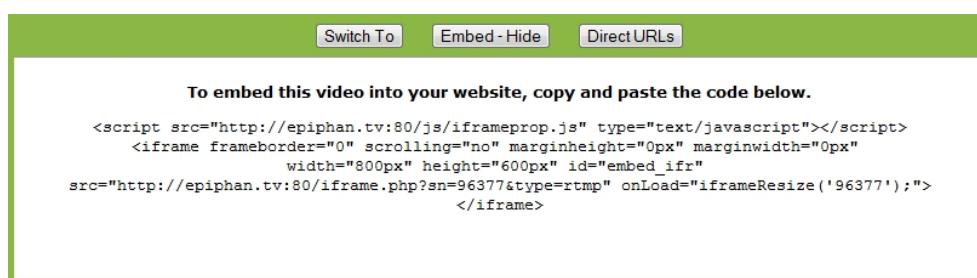 Switch To Embed - Hide Direct URLs
To embed this video into your website, copy and paste the code below.
<script src="http://epiphan.tv:80/js/iframeprop.js" type="text/javascript"></script>
<iframe frameborder="0" scrolling="no" marginheight="0px" marginwidth="0px"
width="800px" height="600px" id="embed_ifr"
src="http://epiphan.tv:80/iframe.php?sn=96377&type=rtmp" onLoad="iframeResize('96377');">
</iframe>